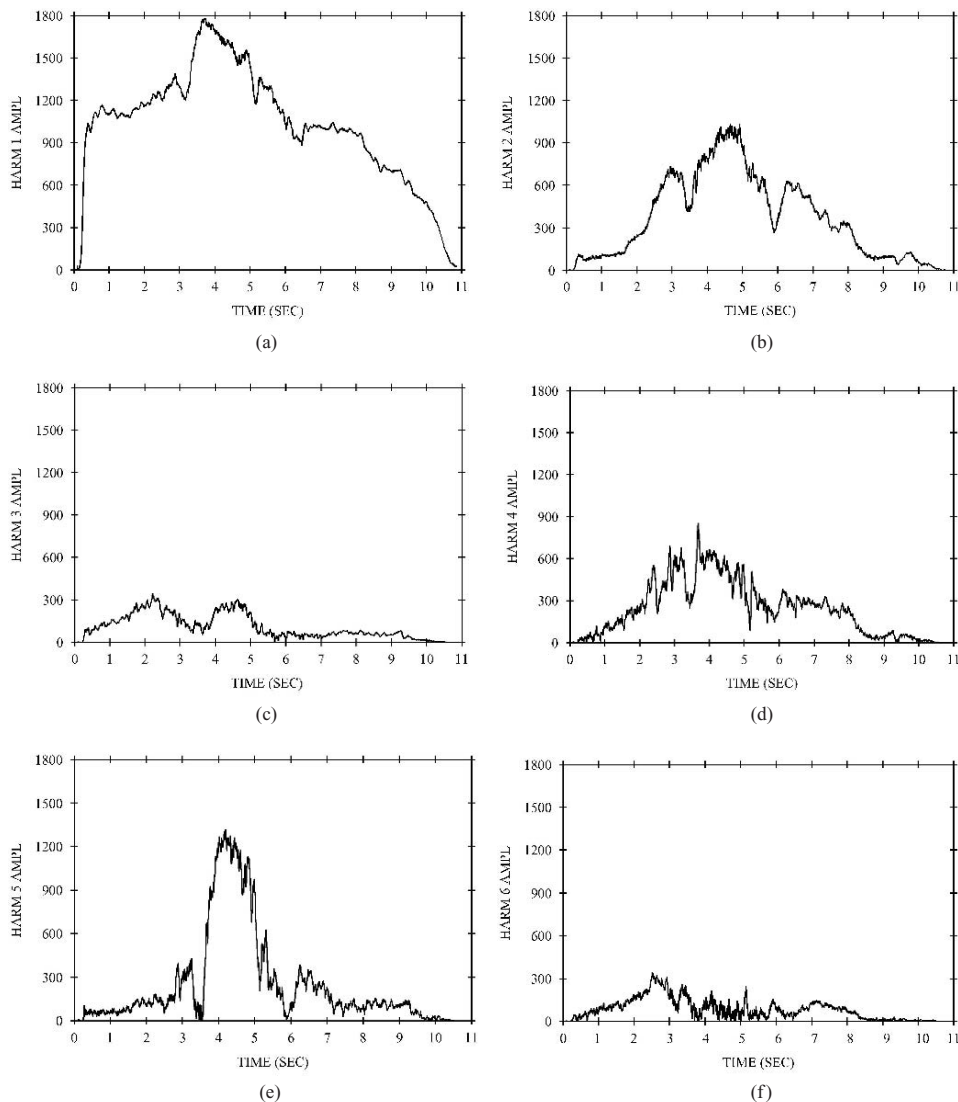 1800
1500
1200
900
600
300
0
HARM 1 AMPL
0 1 2 3 4 5 6 7 8 9 10 11
TIME (SEC)
(a)
1800
1500
1200
900
600
300
0
HARM 2 AMPL
0 1 2 3 4 5 6 7 8 9 10 11
TIME (SEC)
(b)
1800
1500
1200
900
600
300
0
HARM 3 AMPL
0 1 2 3 4 5 6 7 8 9 10 11
TIME (SEC)
(c)
1800
1500
1200
900
600
300
0
HARM 4 AMPL
0 1 2 3 4 5 6 7 8 9 10 11
TIME (SEC)
(d)
1800
1500
1200
900
600
300
0
HARM 5 AMPL
0 1 2 3 4 5 6 7 8 9 10 11
TIME (SEC)
(e)
1800
1500
1200
900
600
300
0
HARM 6 AMPL
0 1 2 3 4 5 6 7 8 9 10 11
TIME (SEC)
(f)